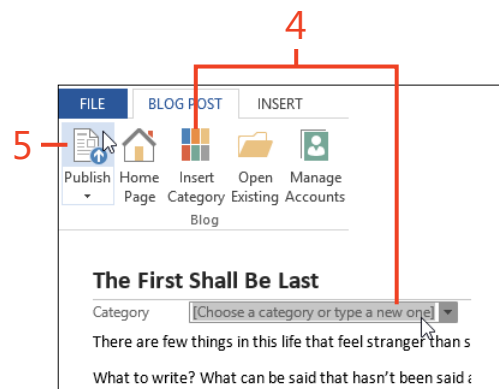 4
FILE BLOG POST INSERT
5
Publish Home Page Insert Category Open Existing Manage Accounts
Blog
The First Shall Be Last
Category [Choose a category or type a new one]
There are few things in this life that feel stranger than s
What to write? What can be said that hasn't been said a